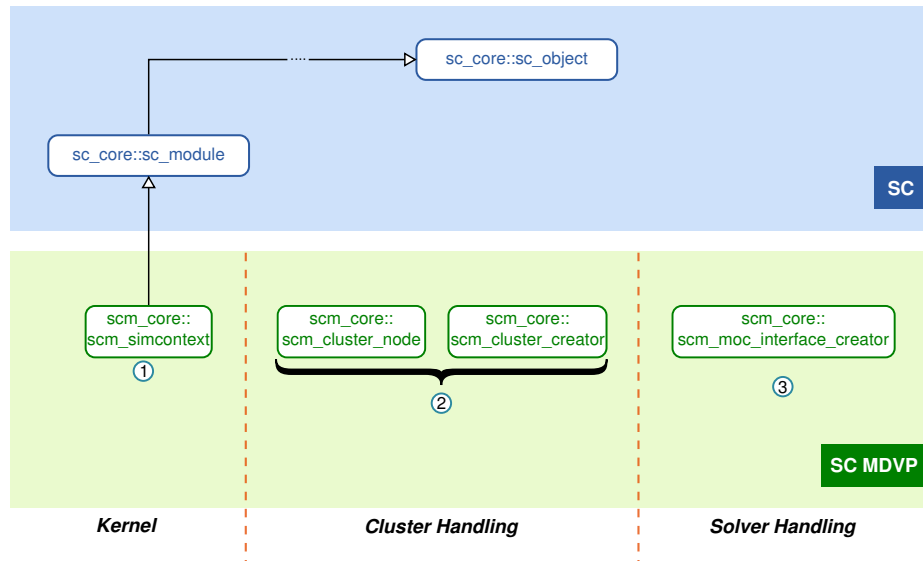 sc_core::sc_object
....
sc_core::sc_module
SC
scm_core::
scm_simcontext
scm_core::
scm_cluster_node
scm_core::
scm_cluster_creator
scm_core::
scm_moc_interface_creator
1
2
3
SC MDVP
Kernel
Cluster Handling
Solver Handling